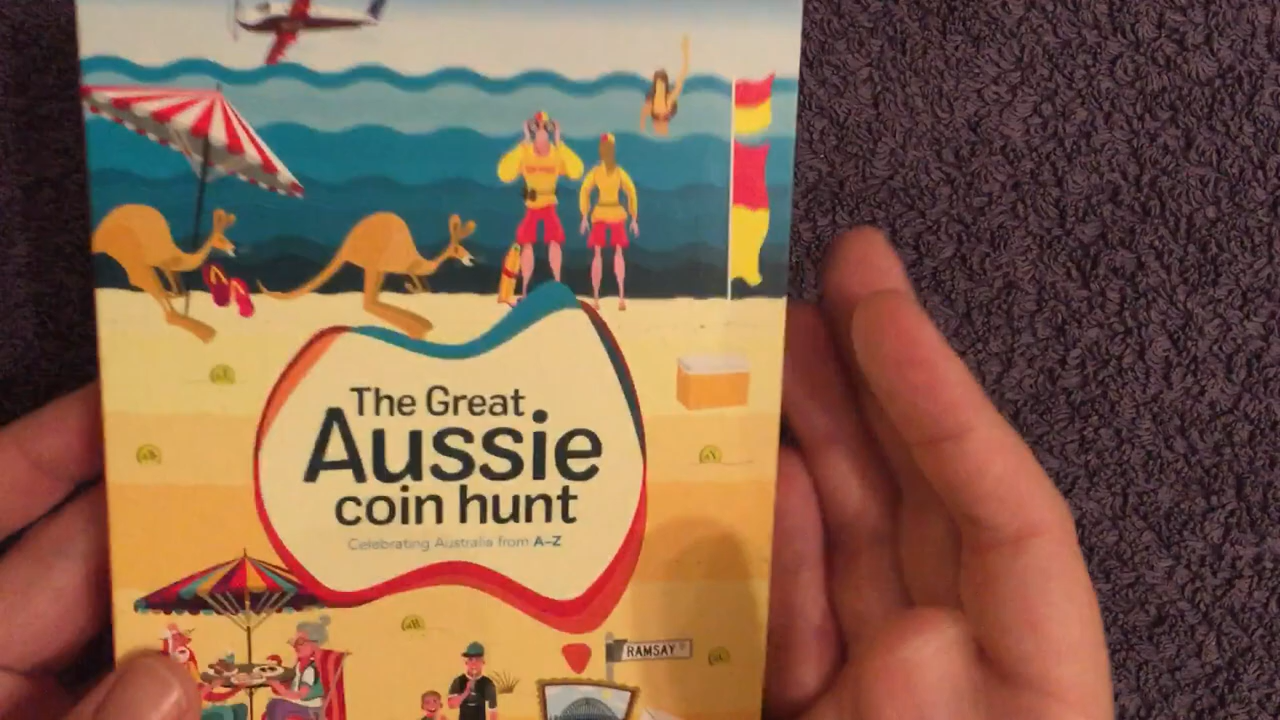 The Great
Aussie
coin hunt
Celebrating Australia from A-Z
RAMSAY